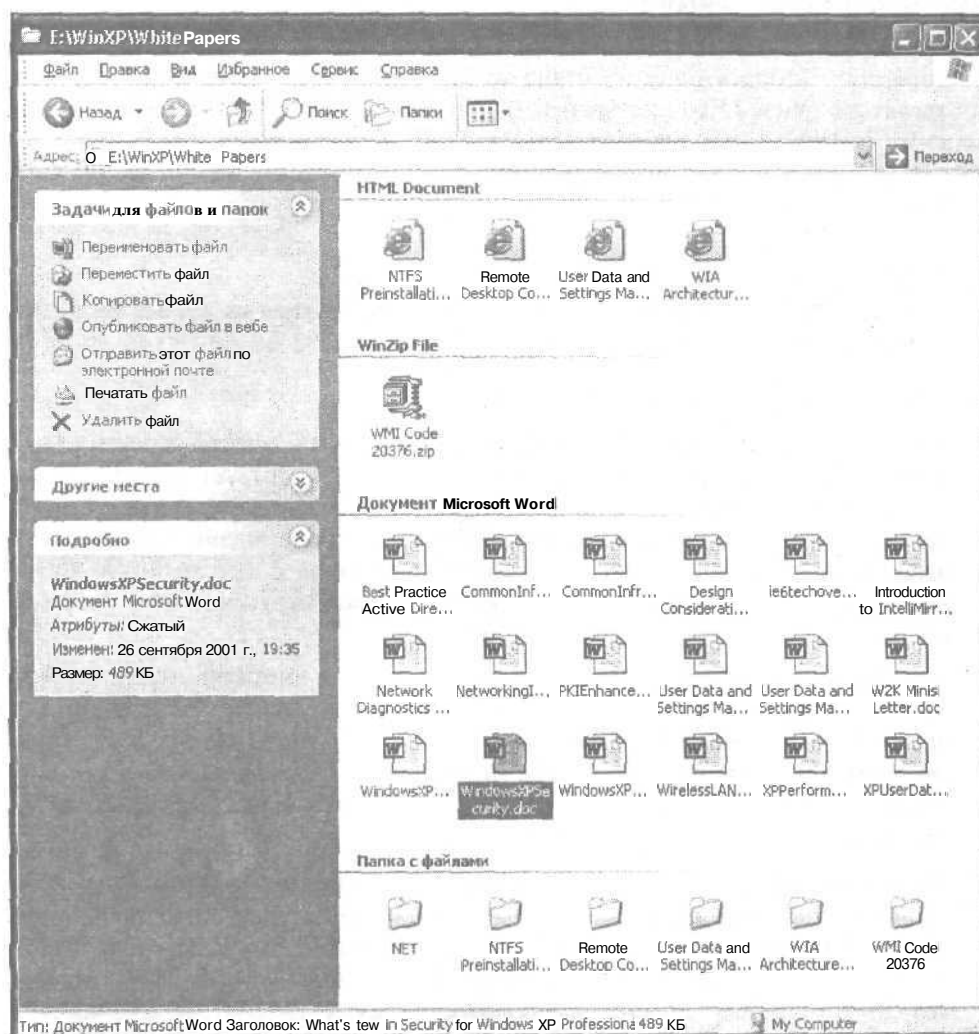 E:\WinXP\White Papers
Файл Правка Вид Избранное Сервис Справка
Назад Поиск Папки
Адрес: O E:\WinXP\White Papers Переход
Задачи для файлов и папок
Переименовать файл
Переместить файл
Копировать файл
Опубликовать файл в вебе
Отправить этот файл по
электронной почте
Печатать файл
Удалить файл
Другие места
Подробно
WindowsXPSecurity.doc
Документ Microsoft Word
Атрибуты: Сжатый
Изменен: 26 сентября 2001 г., 19:35
Размер: 489 КБ
HTML Document
NTFS Preinstallati...
Remote Desktop Co...
User Data and Settings Ma...
WIA Architectur...
WinZip File
WMI Code
20376.zip
Документ Microsoft Word
Best Practice Active Dire...
CommonInf...
CommonInfr...
Design Considerati...
ie6techove...
Introduction to IntelliMirr...
Network Diagnostics ...
NetworkingI...
PKIEnhance...
User Data and Settings Ma...
User Data and Settings Ma...
W2K Minisi Letter.doc
WindowsXP...
WindowsXPSecurity.doc
WindowsXP...
WirelessLAN...
XPPerform...
XPUserDat...
Папка с файлами
NET
NTFS Preinstallati...
Remote Desktop Co...
User Data and Settings Ma...
WIA Architecture...
WMI Code 20376
Тип: Документ Microsoft Word Заголовок: What's tew in Security for Windows XP Professiona 489 КБ My Computer